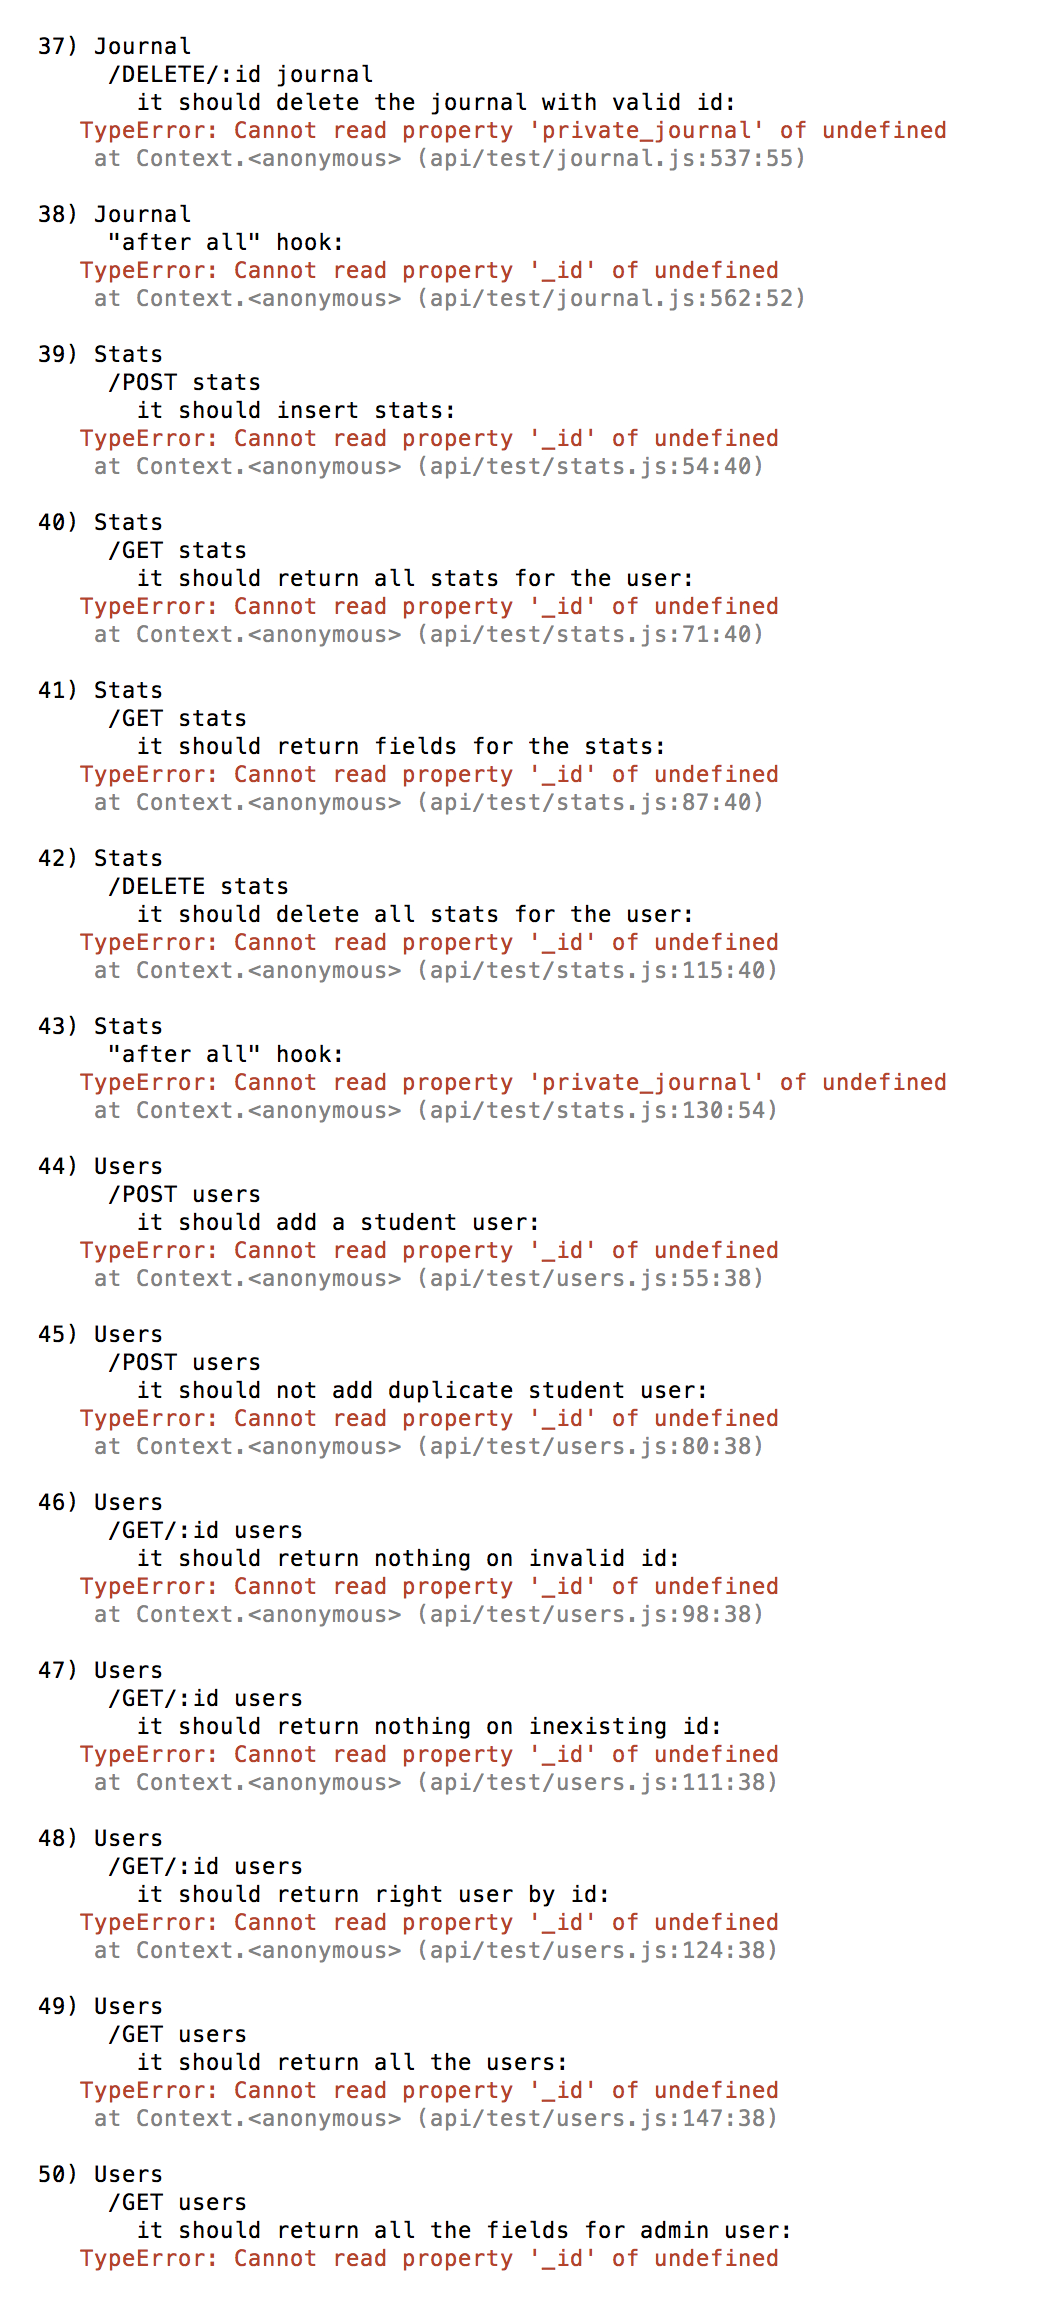 37) Journal
/DELETE/:id journal
it should delete the journal with valid id:
TypeError: Cannot read property 'private_journal' of undefined
at Context.<anonymous> (api/test/journal.js:537:55)
38) Journal
"after all" hook:
TypeError: Cannot read property '_id' of undefined
at Context.<anonymous> (api/test/journal.js:562:52)
39) Stats
/POST stats
it should insert stats:
TypeError: Cannot read property '_id' of undefined
at Context.<anonymous> (api/test/stats.js:54:40)
40) Stats
/GET stats
it should return all stats for the user:
TypeError: Cannot read property '_id' of undefined
at Context.<anonymous> (api/test/stats.js:71:40)
41) Stats
/GET stats
it should return fields for the stats:
TypeError: Cannot read property '_id' of undefined
at Context.<anonymous> (api/test/stats.js:87:40)
42) Stats
/DELETE stats
it should delete all stats for the user:
TypeError: Cannot read property '_id' of undefined
at Context.<anonymous> (api/test/stats.js:115:40)
43) Stats
"after all" hook:
TypeError: Cannot read property 'private_journal' of undefined
at Context.<anonymous> (api/test/stats.js:130:54)
44) Users
/POST users
it should add a student user:
TypeError: Cannot read property '_id' of undefined
at Context.<anonymous> (api/test/users.js:55:38)
45) Users
/POST users
it should not add duplicate student user:
TypeError: Cannot read property '_id' of undefined
at Context.<anonymous> (api/test/users.js:80:38)
46) Users
/GET/:id users
it should return nothing on invalid id:
TypeError: Cannot read property '_id' of undefined
at Context.<anonymous> (api/test/users.js:98:38)
47) Users
/GET/:id users
it should return nothing on inexisting id:
TypeError: Cannot read property '_id' of undefined
at Context.<anonymous> (api/test/users.js:111:38)
48) Users
/GET/:id users
it should return right user by id:
TypeError: Cannot read property '_id' of undefined
at Context.<anonymous> (api/test/users.js:124:38)
49) Users
/GET users
it should return all the users:
TypeError: Cannot read property '_id' of undefined
at Context.<anonymous> (api/test/users.js:147:38)
50) Users
/GET users
it should return all the fields for admin user:
TypeError: Cannot read property '_id' of undefined